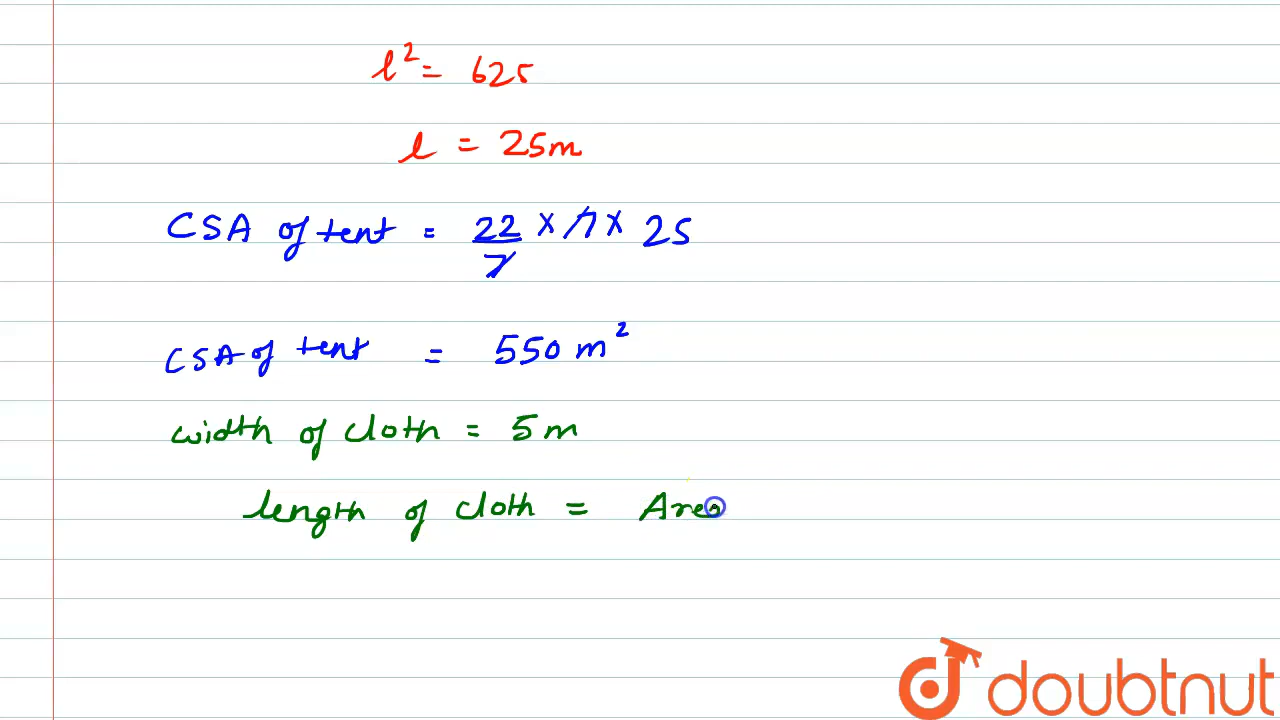 l² = 625
l = 25m
CSA of tent = 22/7 × 7 × 25
CSA of tent = 550 m²
width of cloth = 5 m
length of cloth = Area
doubtnut